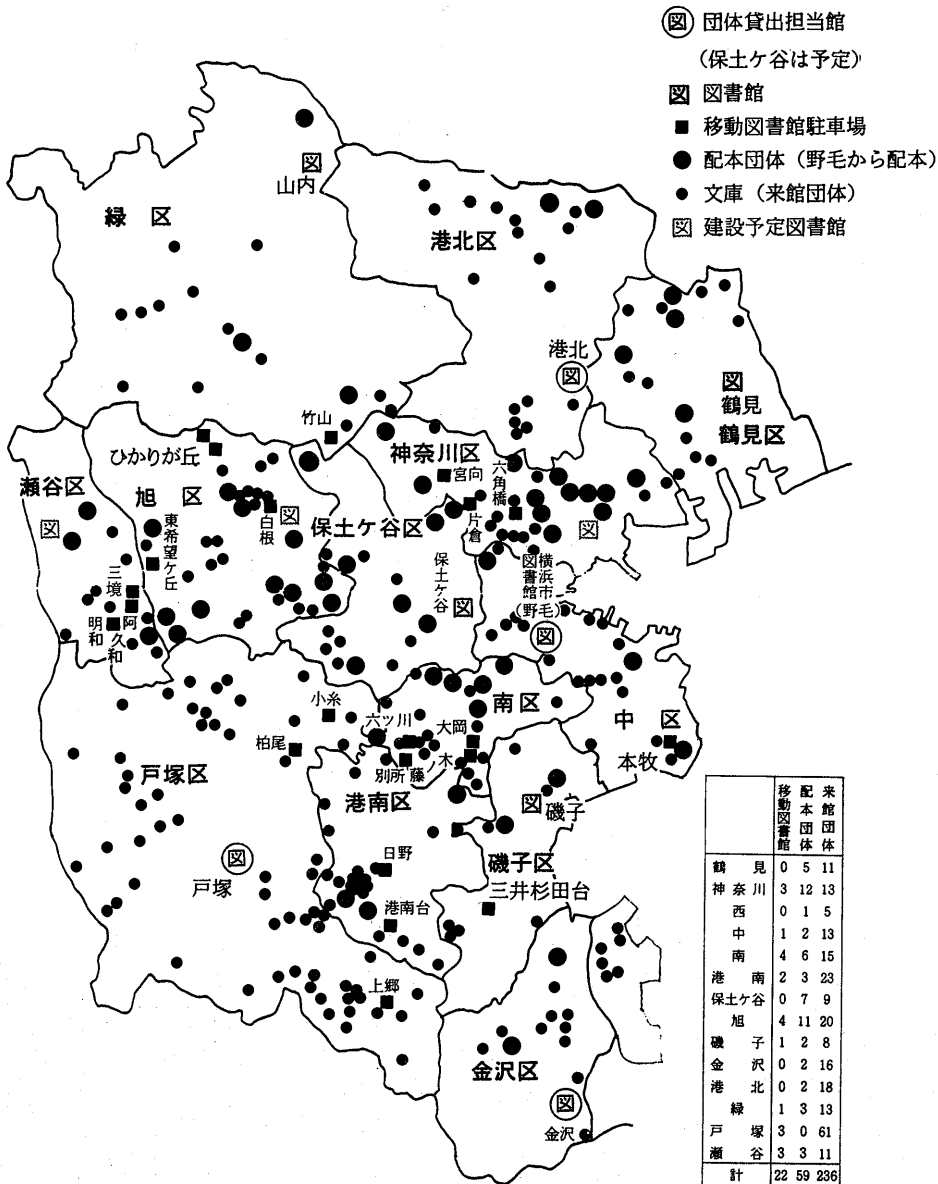 図 団体貸出担当館
(保土ケ谷は予定)
図 図書館
■ 移動図書館駐車場
● 配本団体 (野毛から配本)
● 文庫 (来館団体)
図 建設予定図書館
図
山内
緑 区
港北区
港北
図
図
鶴見
鶴見区
竹山
ひかりが丘
神奈川区
宮向
六角橋
片倉
瀬谷区
図
旭 区
白根
図
東希望ケ丘
保土ケ谷区
保土ケ谷
図
図
横浜市
図書館
(野毛)
図
三境
明和
阿久和
小糸
南区
中 区
六ツ川
大岡
柏尾
別所
藤ノ木
本牧
戸塚区
港南区
図
磯子
磯子区
図
戸塚
日野
三井杉田台
港南台
上郷
金沢区
図
金沢
移動図書館 配本団体 来館団体
鶴見 0 5 11
神奈川 3 12 13
西 0 1 5
中 1 2 13
南 4 6 15
港南 2 3 23
保土ケ谷 0 7 9
旭 4 11 20
磯子 1 2 8
金沢 0 2 16
港北 0 2 18
緑 1 3 13
戸塚 3 0 61
瀬谷 3 3 11
計 22 59 236